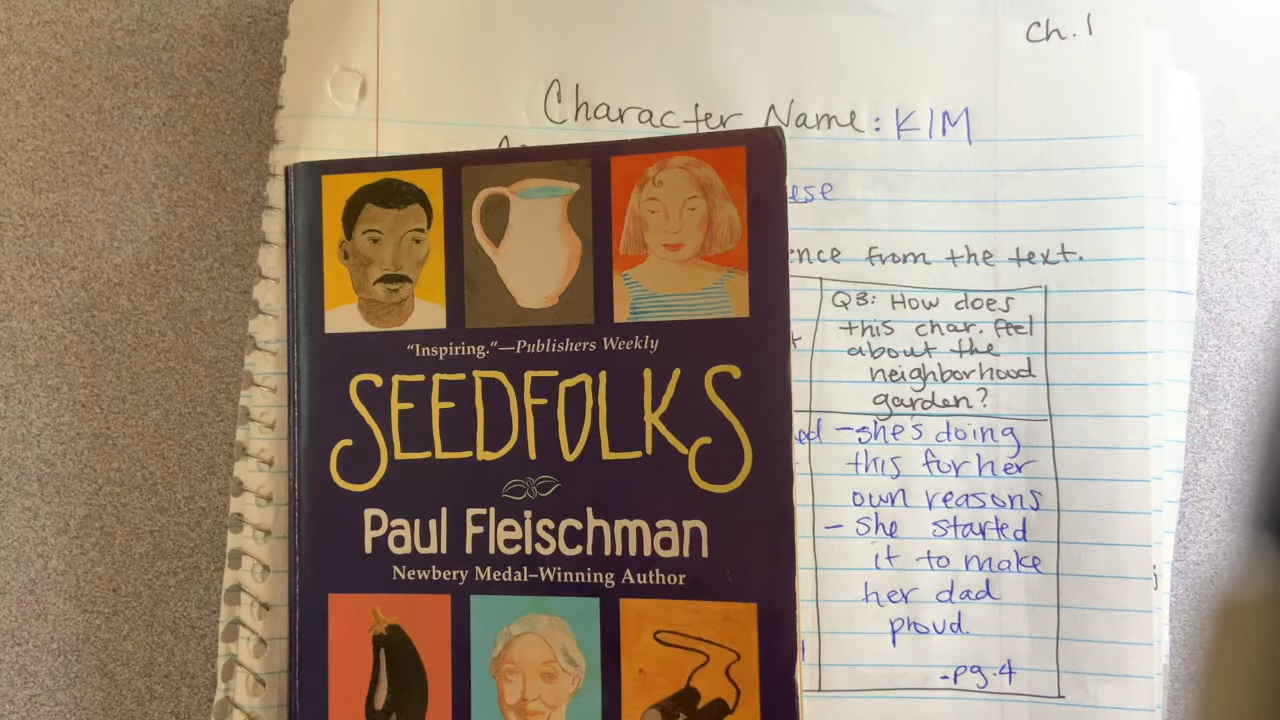 Ch. 1
Character Name: KIM
ence from the text.
Q3: How does
this char. feel
about the
neighborhood
garden?
-she's doing
this for her
own reasons
- she started
it to make
her dad
proud.
-pg.4
"Inspiring."—Publishers Weekly
SEEDFOLKS
Paul Fleischman
Newbery Medal–Winning Author